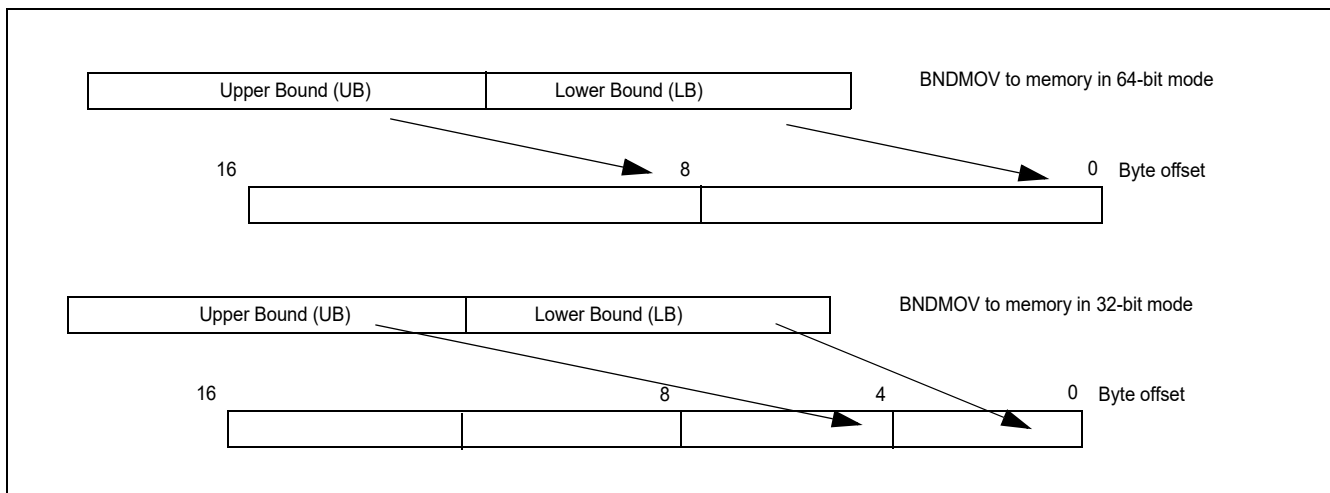 Upper Bound (UB) Lower Bound (LB) BNDMOV to memory in 64-bit mode
16 8 0 Byte offset
Upper Bound (UB) Lower Bound (LB) BNDMOV to memory in 32-bit mode
16 8 4 0 Byte offset